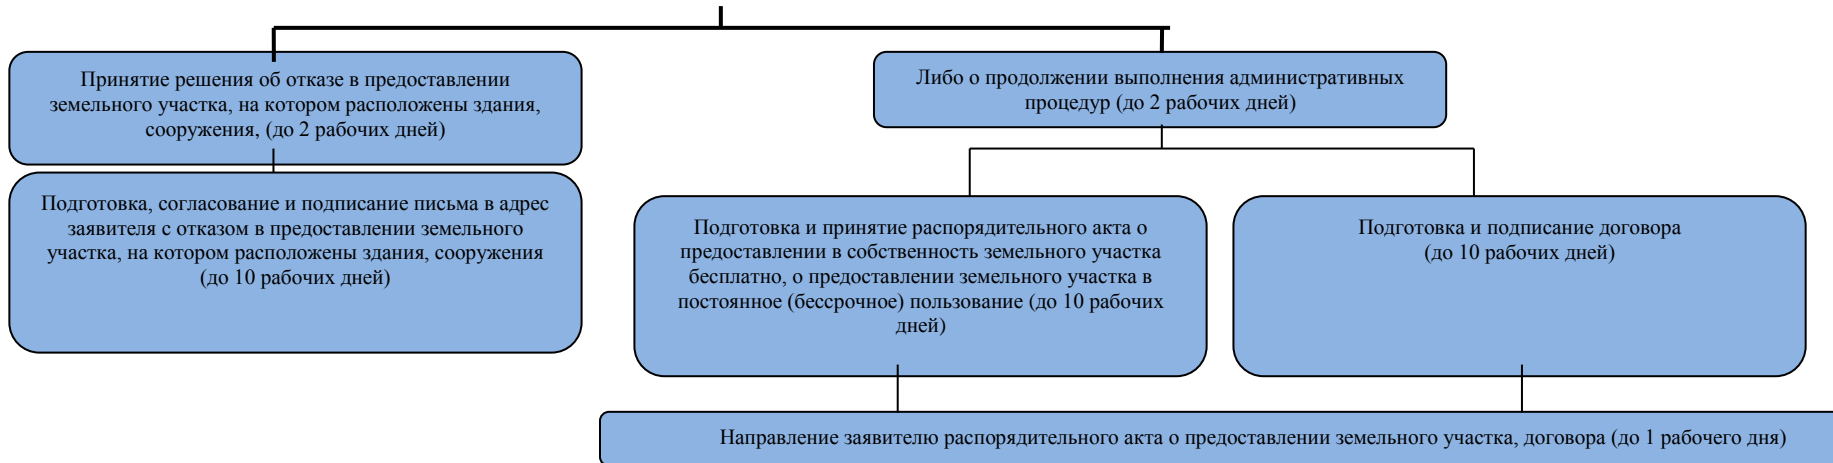 Принятие решения об отказе в предоставлении
земельного участка, на котором расположены здания,
сооружения, (до 2 рабочих дней)
Либо о продолжении выполнения административных
процедур (до 2 рабочих дней)
Подготовка, согласование и подписание письма в адрес
заявителя с отказом в предоставлении земельного
участка, на котором расположены здания, сооружения
(до 10 рабочих дней)
Подготовка и принятие распорядительного акта о
предоставлении в собственность земельного участка
бесплатно, о предоставлении земельного участка в
постоянное (бессрочное) пользование (до 10 рабочих
дней)
Подготовка и подписание договора
(до 10 рабочих дней)
Направление заявителю распорядительного акта о предоставлении земельного участка, договора (до 1 рабочего дня)